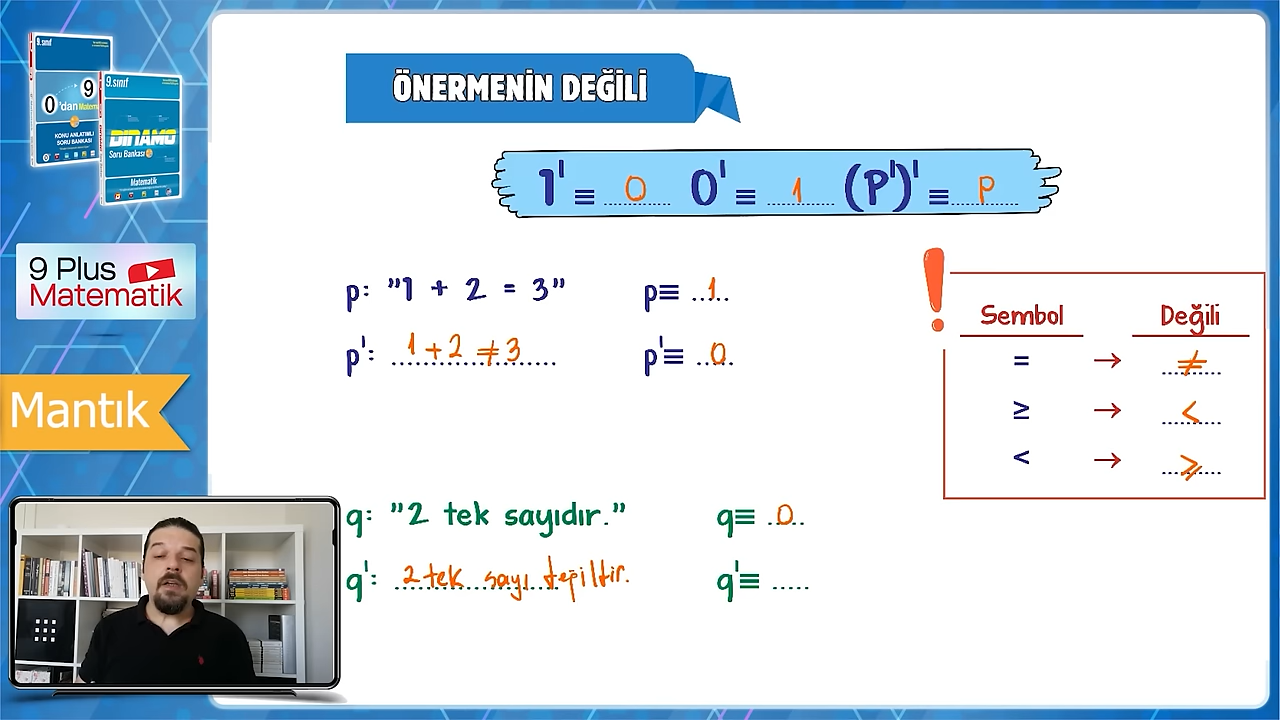 ÖNERMENİN DEĞİLİ
1' ≡ 0 0' ≡ 1 (P')' ≡ P
p: "1 + 2 = 3" p≡ 1
p': 1+2 ≠ 3 p'≡ 0
Sembol Değili
= → ≠
≥ → <
< → ≥
q: "2 tek sayıdır." q≡ 0
q': 2 tek sayı q'≡ .....
9.sınıf
0'dan 9
KONU ANLATIMLI
SORU BANKASI
9.sınıf
DİNAMO
Soru Bankası
Matematik
9 Plus
Matematik
Mantık